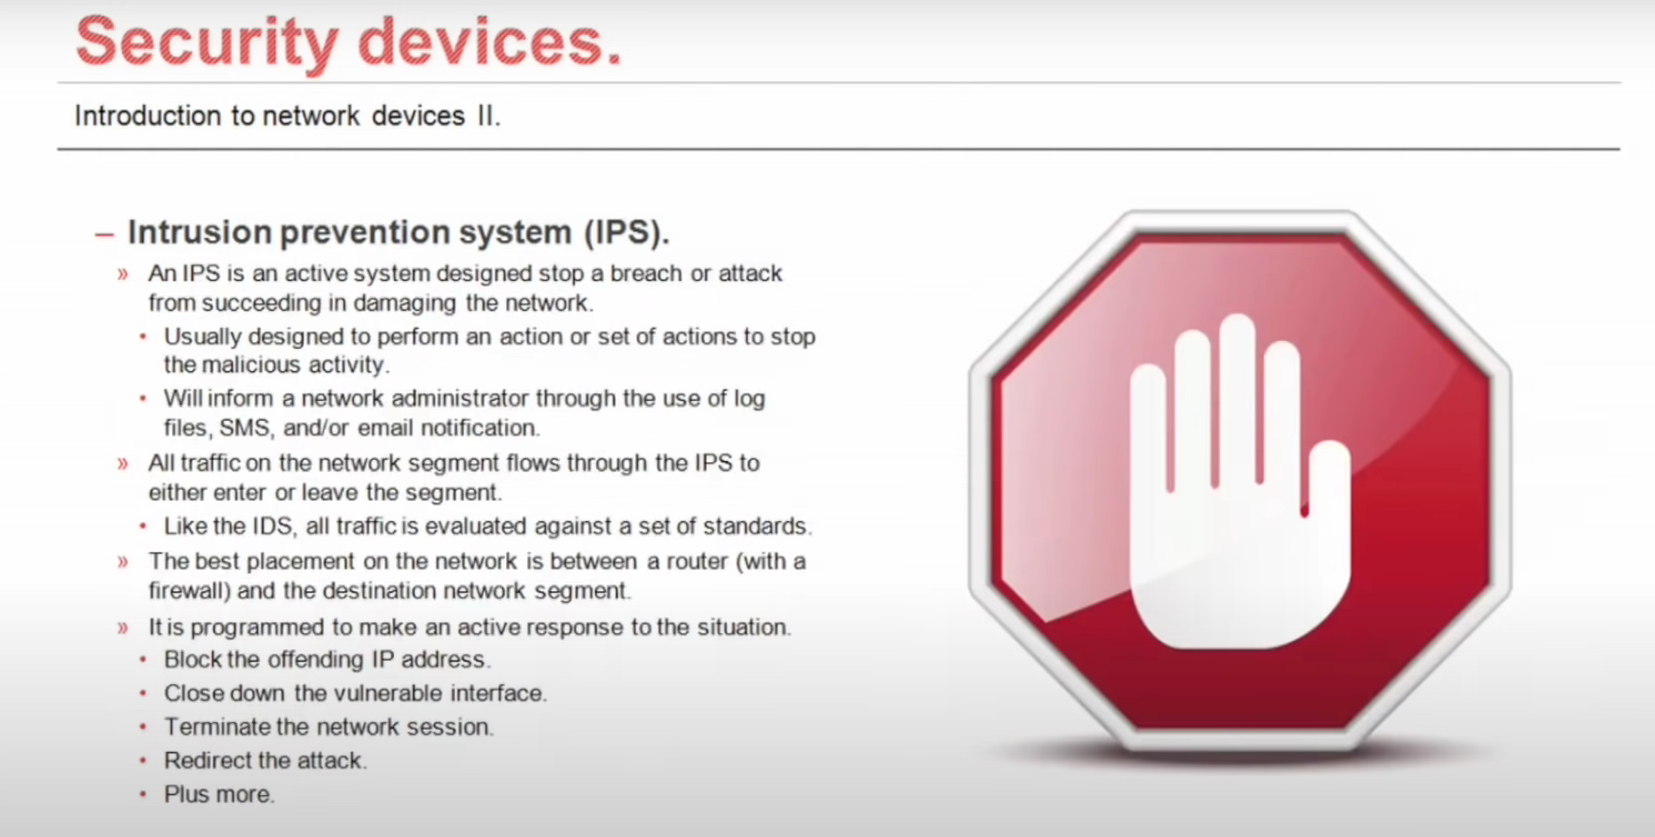 Security devices.
Introduction to network devices II.
– Intrusion prevention system (IPS).
» An IPS is an active system designed stop a breach or attack
from succeeding in damaging the network.
• Usually designed to perform an action or set of actions to stop
the malicious activity.
• Will inform a network administrator through the use of log
files, SMS, and/or email notification.
» All traffic on the network segment flows through the IPS to
either enter or leave the segment.
• Like the IDS, all traffic is evaluated against a set of standards.
» The best placement on the network is between a router (with a
firewall) and the destination network segment.
» It is programmed to make an active response to the situation.
• Block the offending IP address.
• Close down the vulnerable interface.
• Terminate the network session.
• Redirect the attack.
• Plus more.